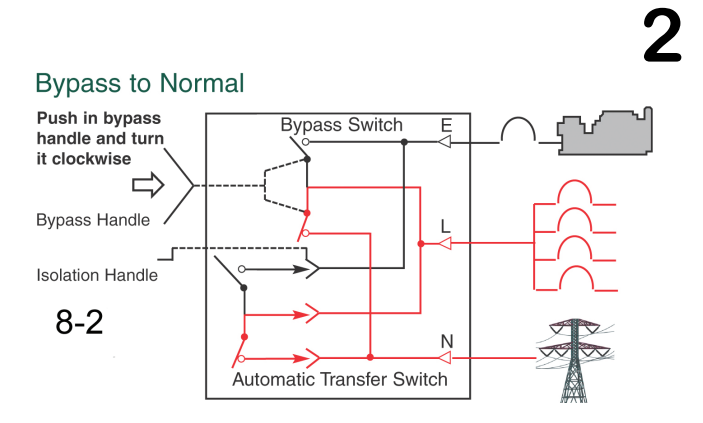 2
Bypass to Normal
Push in bypass
handle and turn
it clockwise
Bypass Switch
E
Bypass Handle
L
Isolation Handle
8-2
N
Automatic Transfer Switch